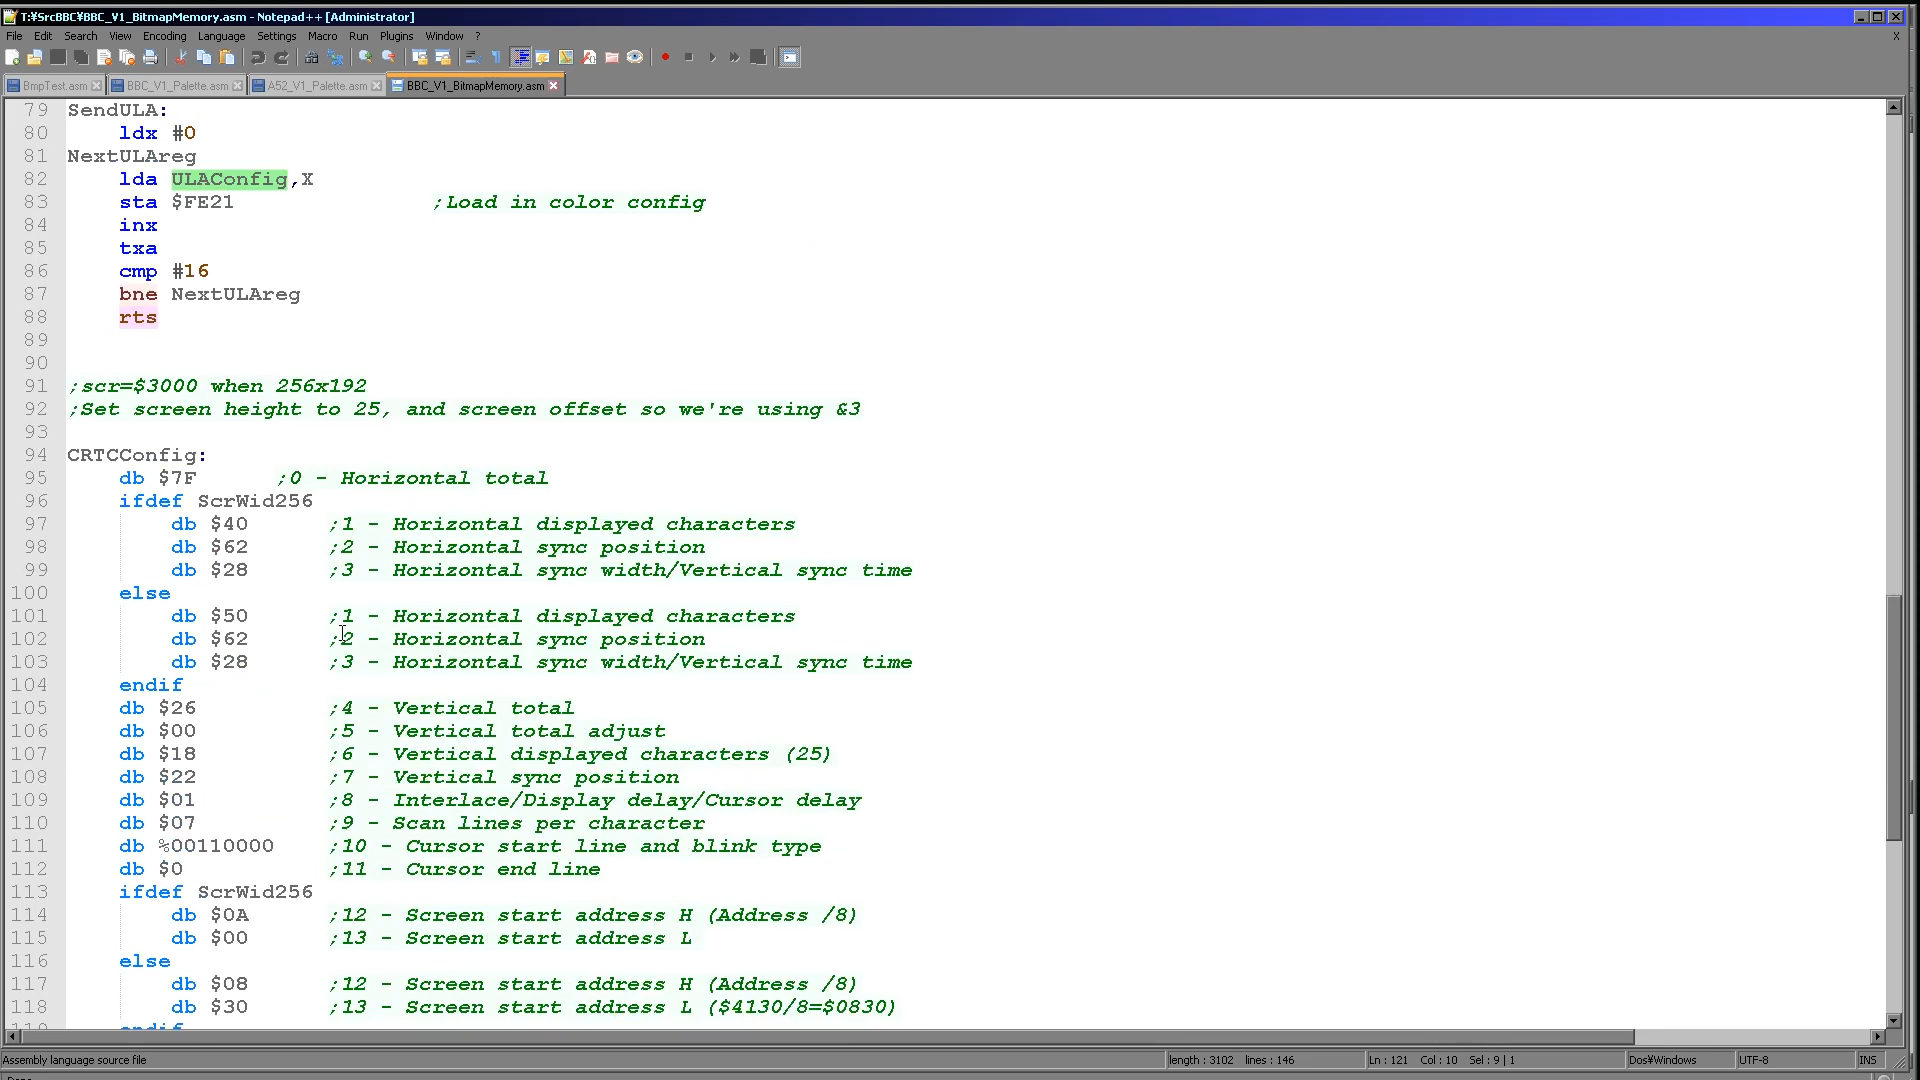 T:¥SrcBBC¥BBC_V1_BitmapMemory.asm - Notepad++ [Administrator]
File Edit Search View Encoding Language Settings Macro Run Plugins Window ? X
BmpTest.asm BBC_V1_Palette.asm A52_V1_Palette.asm BBC_V1_BitmapMemory.asm
79 SendULA:
80 ldx #0
81 NextULAreg
82 lda ULAConfig,X
83 sta $FE21 ;Load in color config
84 inx
85 txa
86 cmp #16
87 bne NextULAreg
88 rts
89
90
91 ;scr=$3000 when 256x192
92 ;Set screen height to 25, and screen offset so we're using &3
93
94 CRTCConfig:
95 db $7F ;0 - Horizontal total
96 ifdef ScrWid256
97 db $40 ;1 - Horizontal displayed characters
98 db $62 ;2 - Horizontal sync position
99 db $28 ;3 - Horizontal sync width/Vertical sync time
100 else
101 db $50 ;1 - Horizontal displayed characters
102 db $62 ;2 - Horizontal sync position
103 db $28 ;3 - Horizontal sync width/Vertical sync time
104 endif
105 db $26 ;4 - Vertical total
106 db $00 ;5 - Vertical total adjust
107 db $18 ;6 - Vertical displayed characters (25)
108 db $22 ;7 - Vertical sync position
109 db $01 ;8 - Interlace/Display delay/Cursor delay
110 db $07 ;9 - Scan lines per character
111 db %00110000 ;10 - Cursor start line and blink type
112 db $0 ;11 - Cursor end line
113 ifdef ScrWid256
114 db $0A ;12 - Screen start address H (Address /8)
115 db $00 ;13 - Screen start address L
116 else
117 db $08 ;12 - Screen start address H (Address /8)
118 db $30 ;13 - Screen start address L ($4130/8=$0830)
119 endif
Assembly language source file length : 3102 lines : 146 Ln : 121 Col : 10 Sel : 9 | 1 Dos¥Windows UTF-8 INS